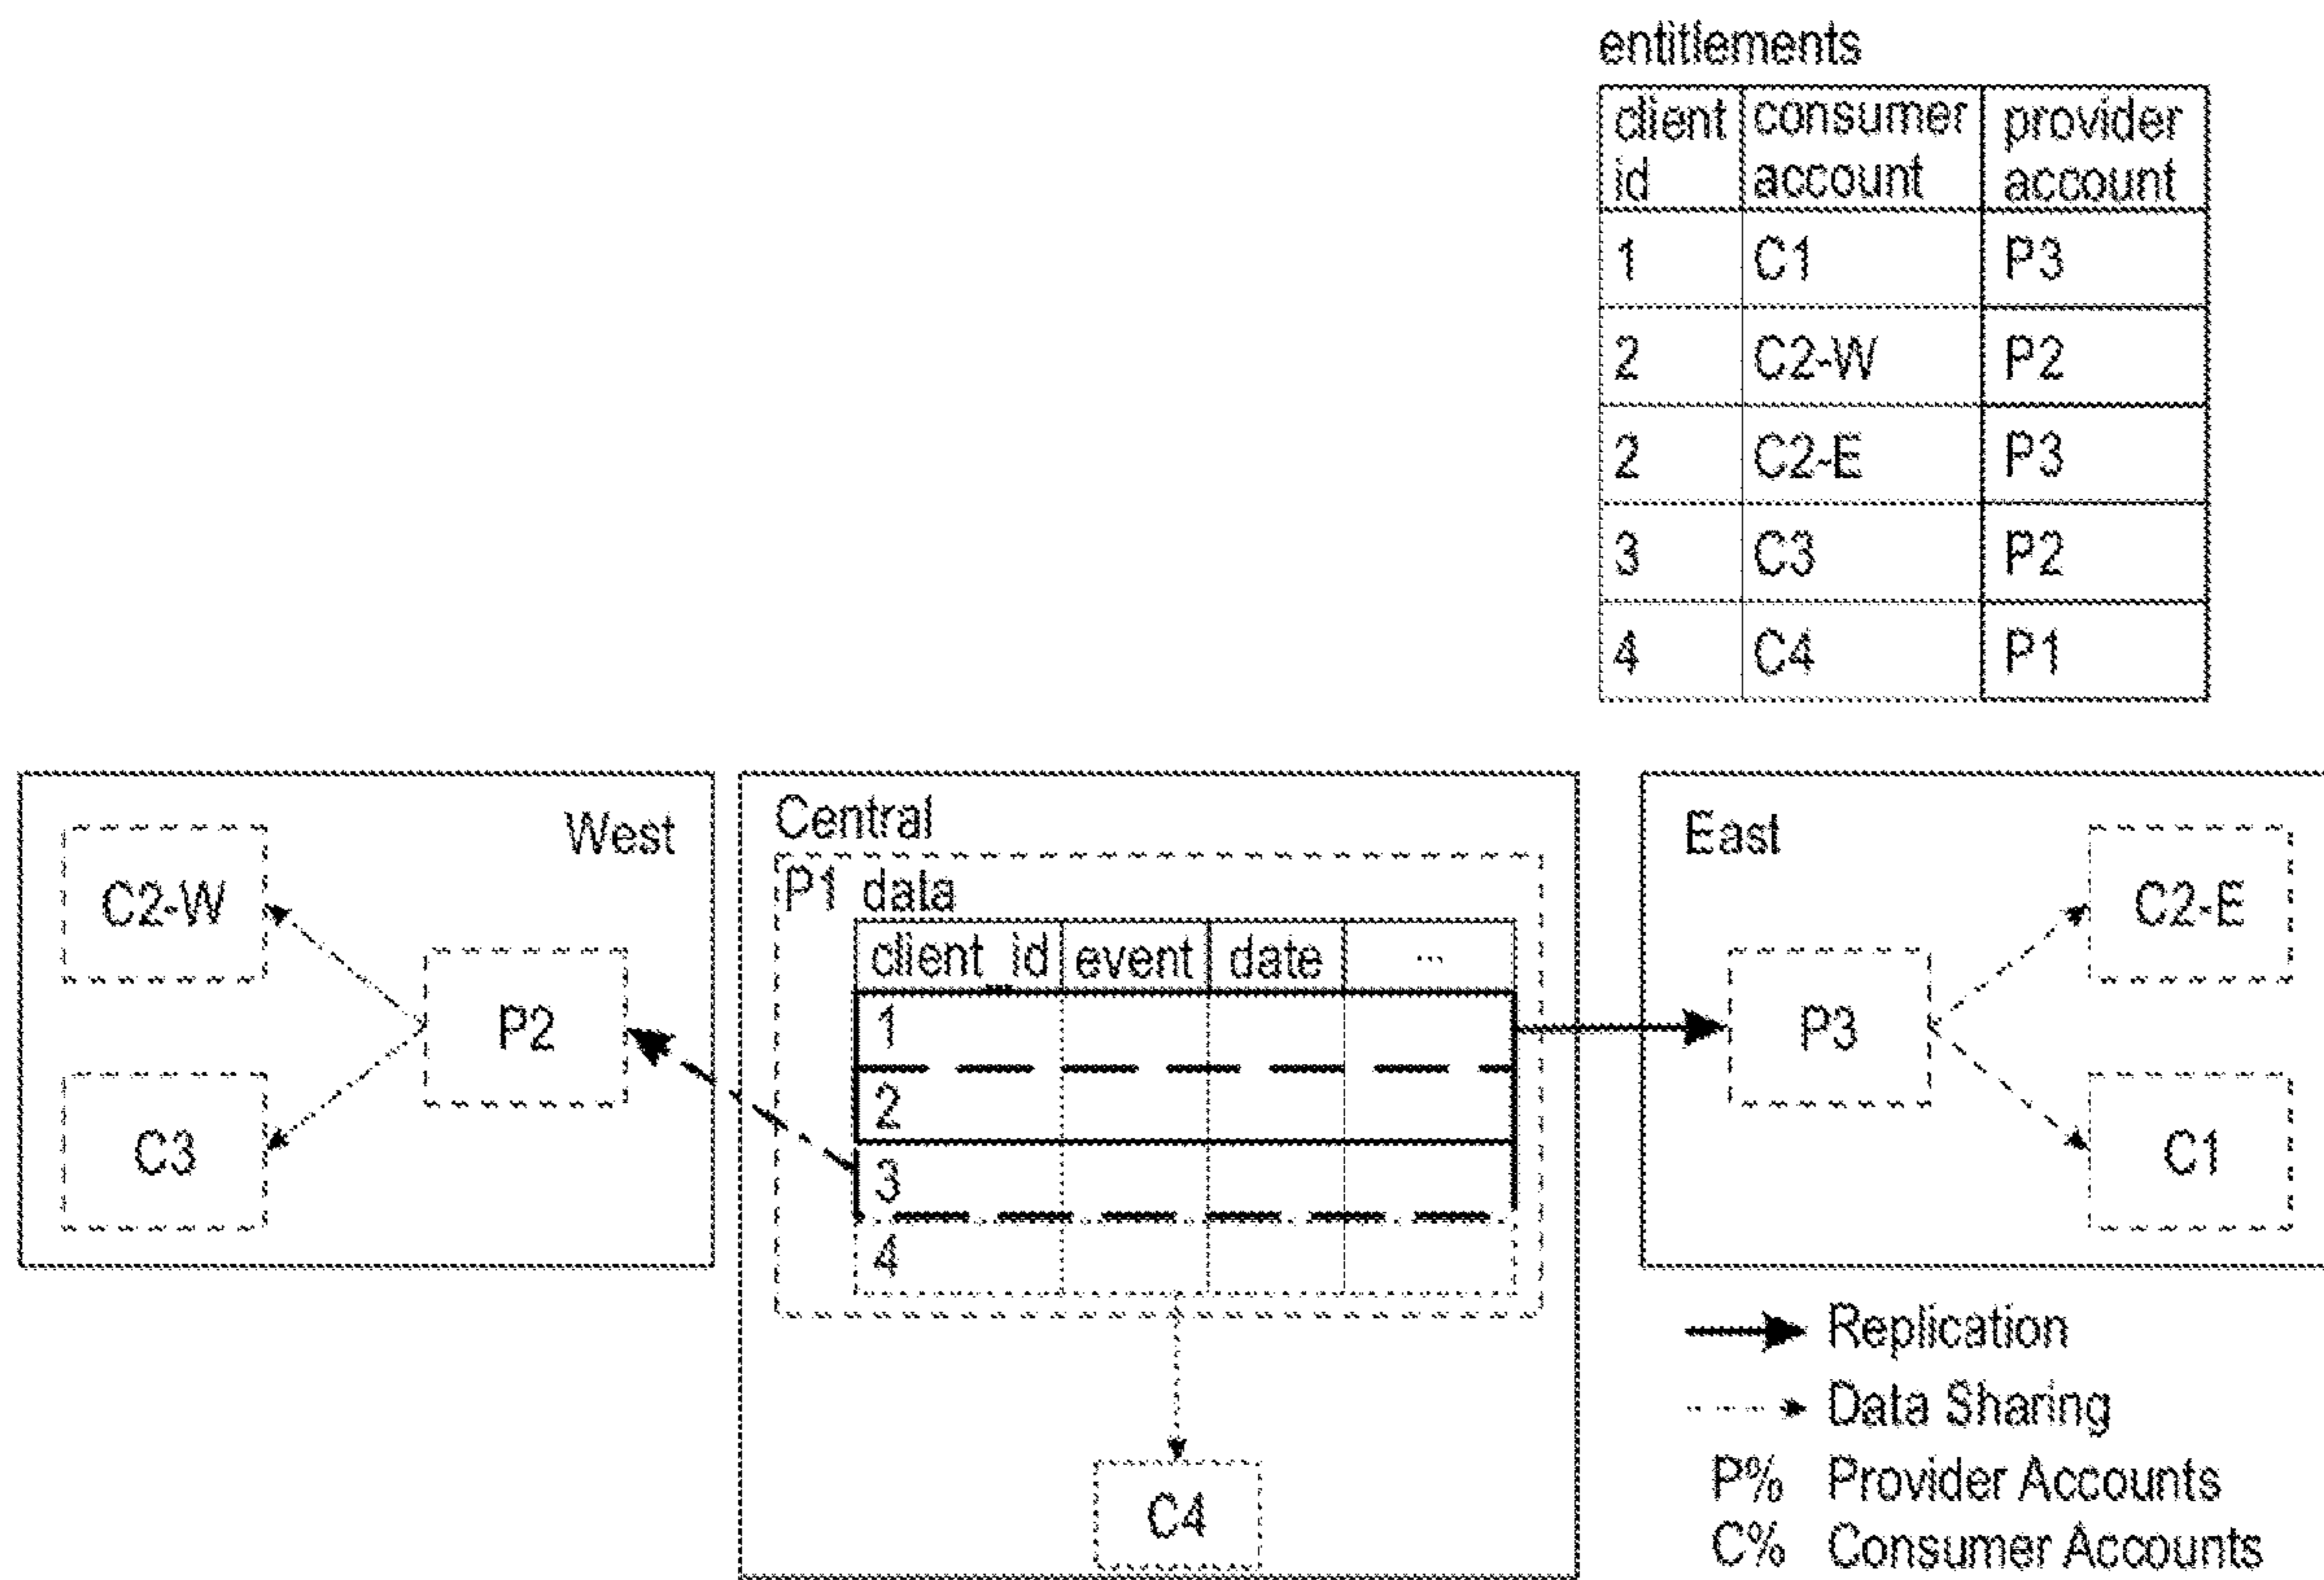 entitlements
client id consumer account provider account
1 C1 P3
2 C2-W P2
2 C2-E P3
3 C3 P2
4 C4 P1
West
C2-W
P2
C3
Central
P1 data
client_id event date ...
1
2
3
4
C4
East
C2-E
P3
C1
Replication
Data Sharing
P% Provider Accounts
C% Consumer Accounts